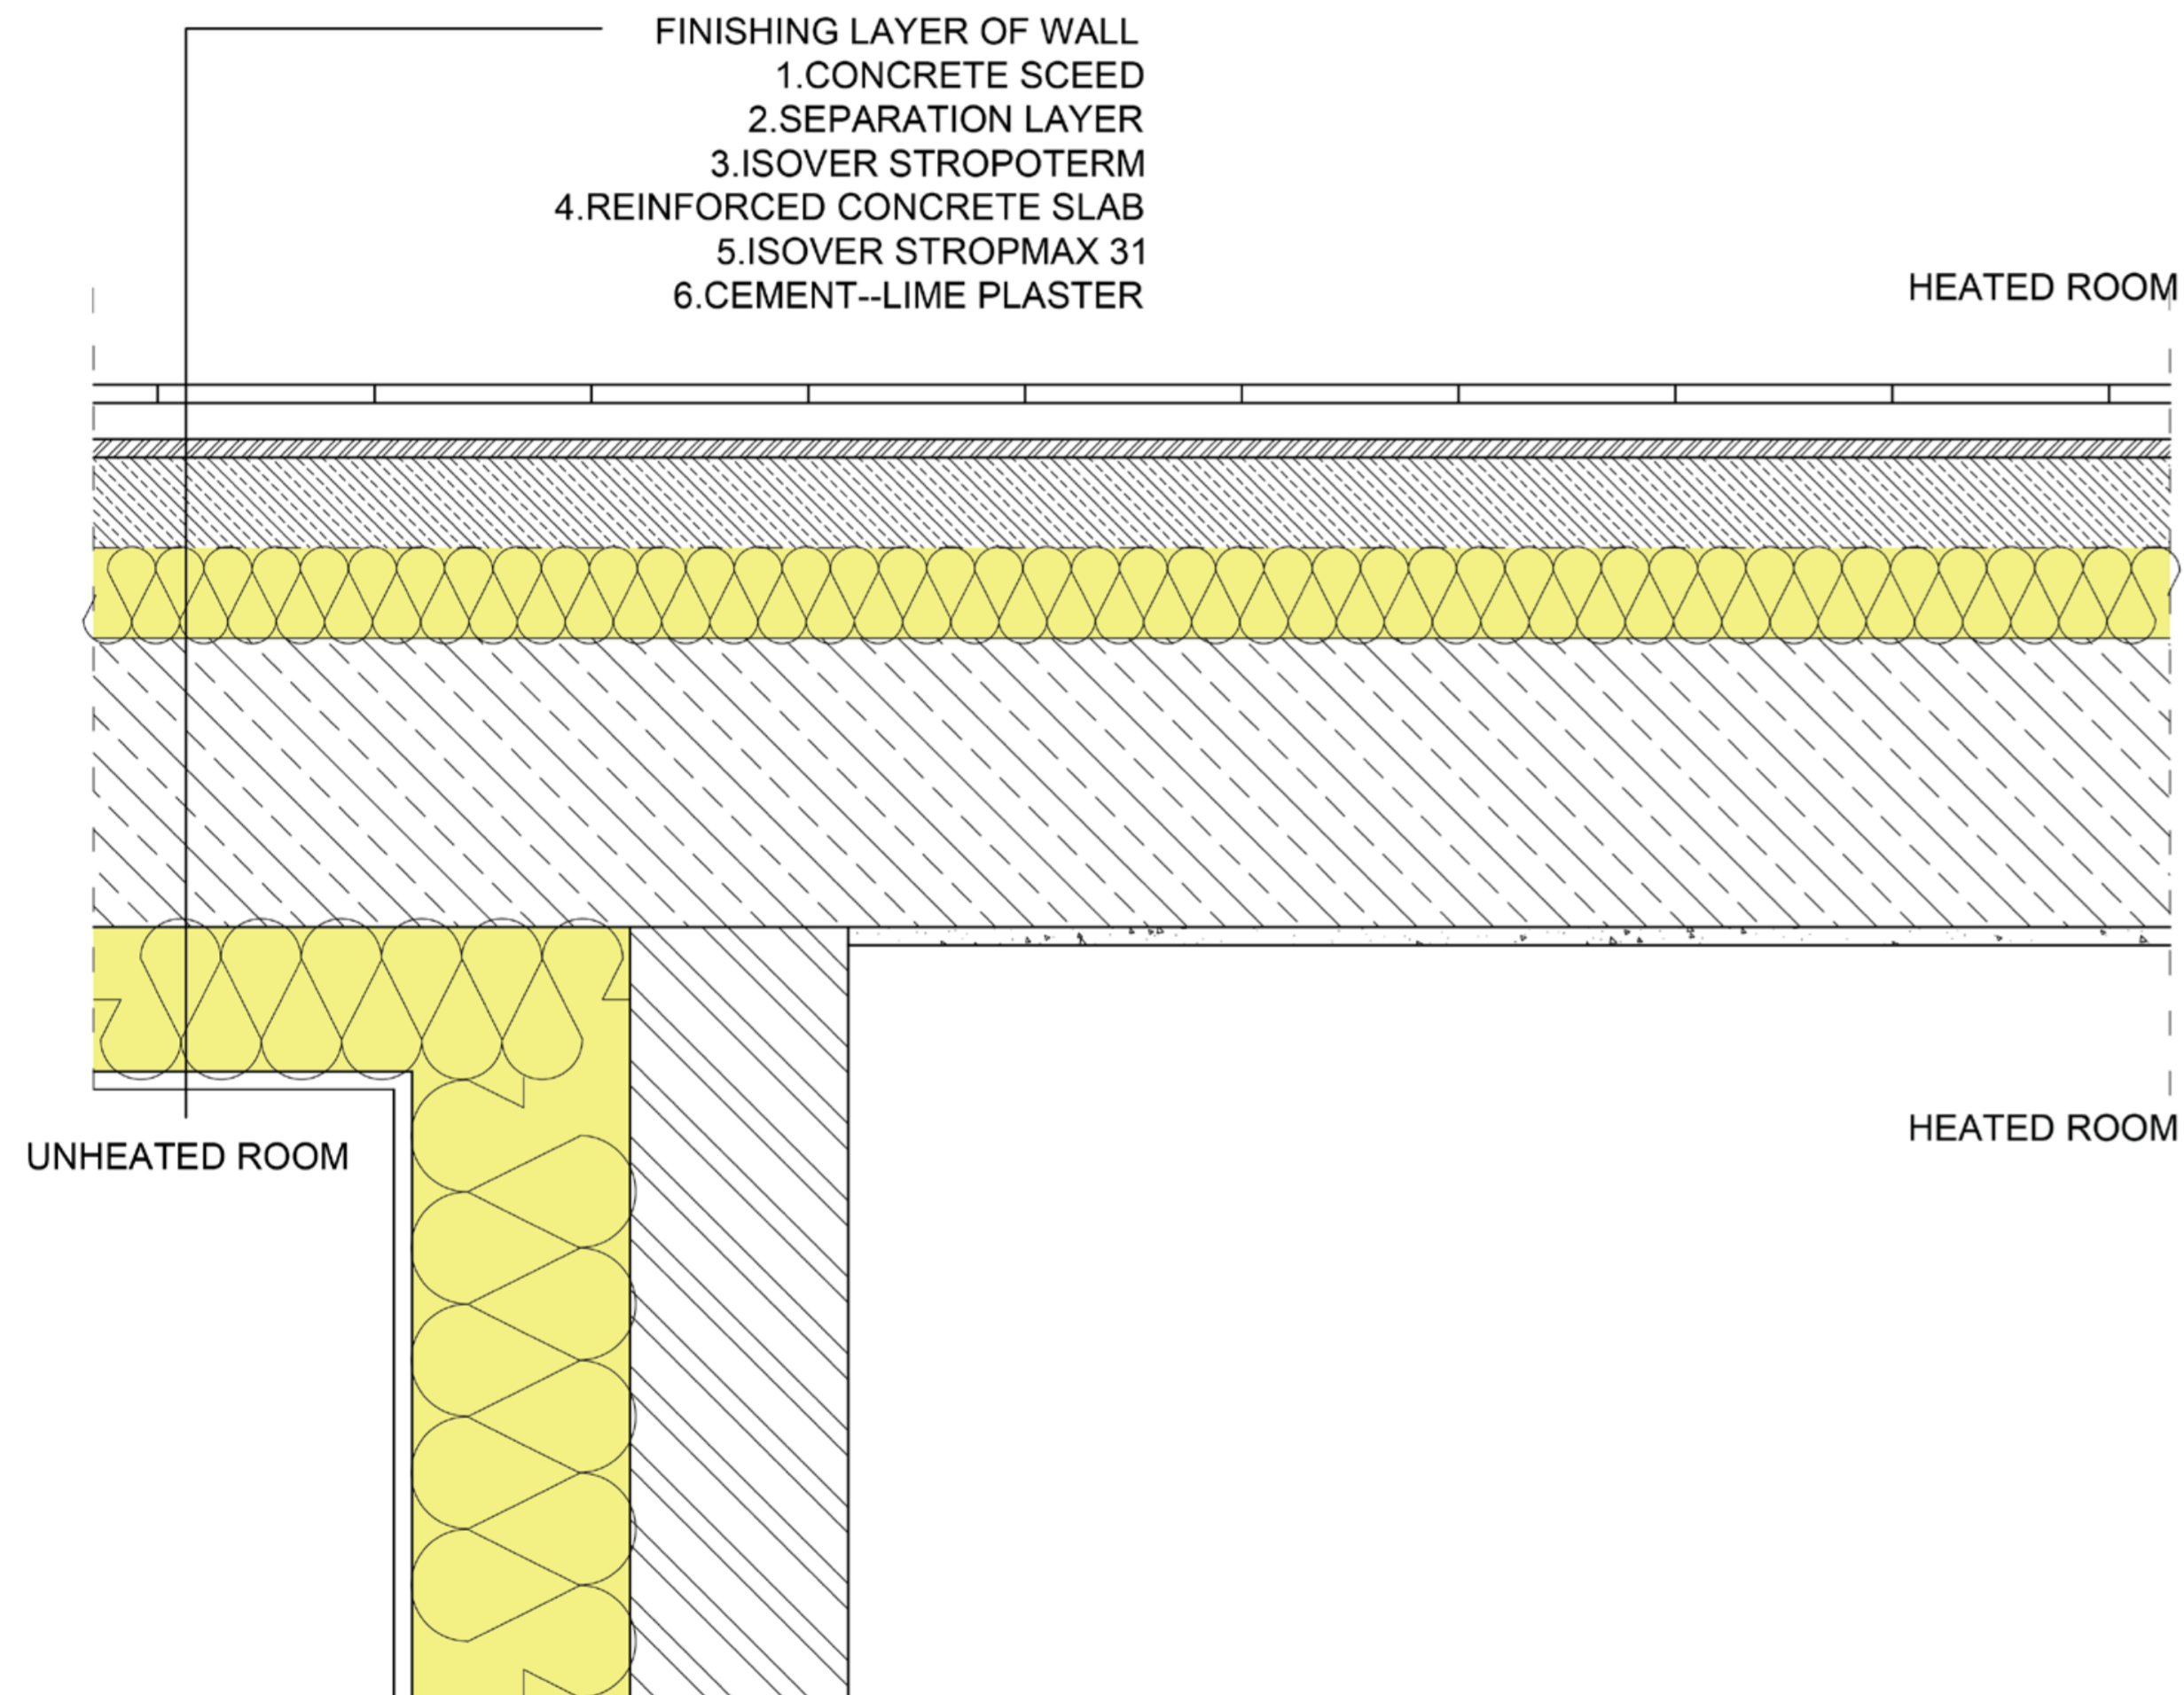 FINISHING LAYER OF WALL
1.CONCRETE SCEED
2.SEPARATION LAYER
3.ISOVER STROPOTERM
4.REINFORCED CONCRETE SLAB
5.ISOVER STROPMAX 31
6.CEMENT--LIME PLASTER
HEATED ROOM
HEATED ROOM
UNHEATED ROOM